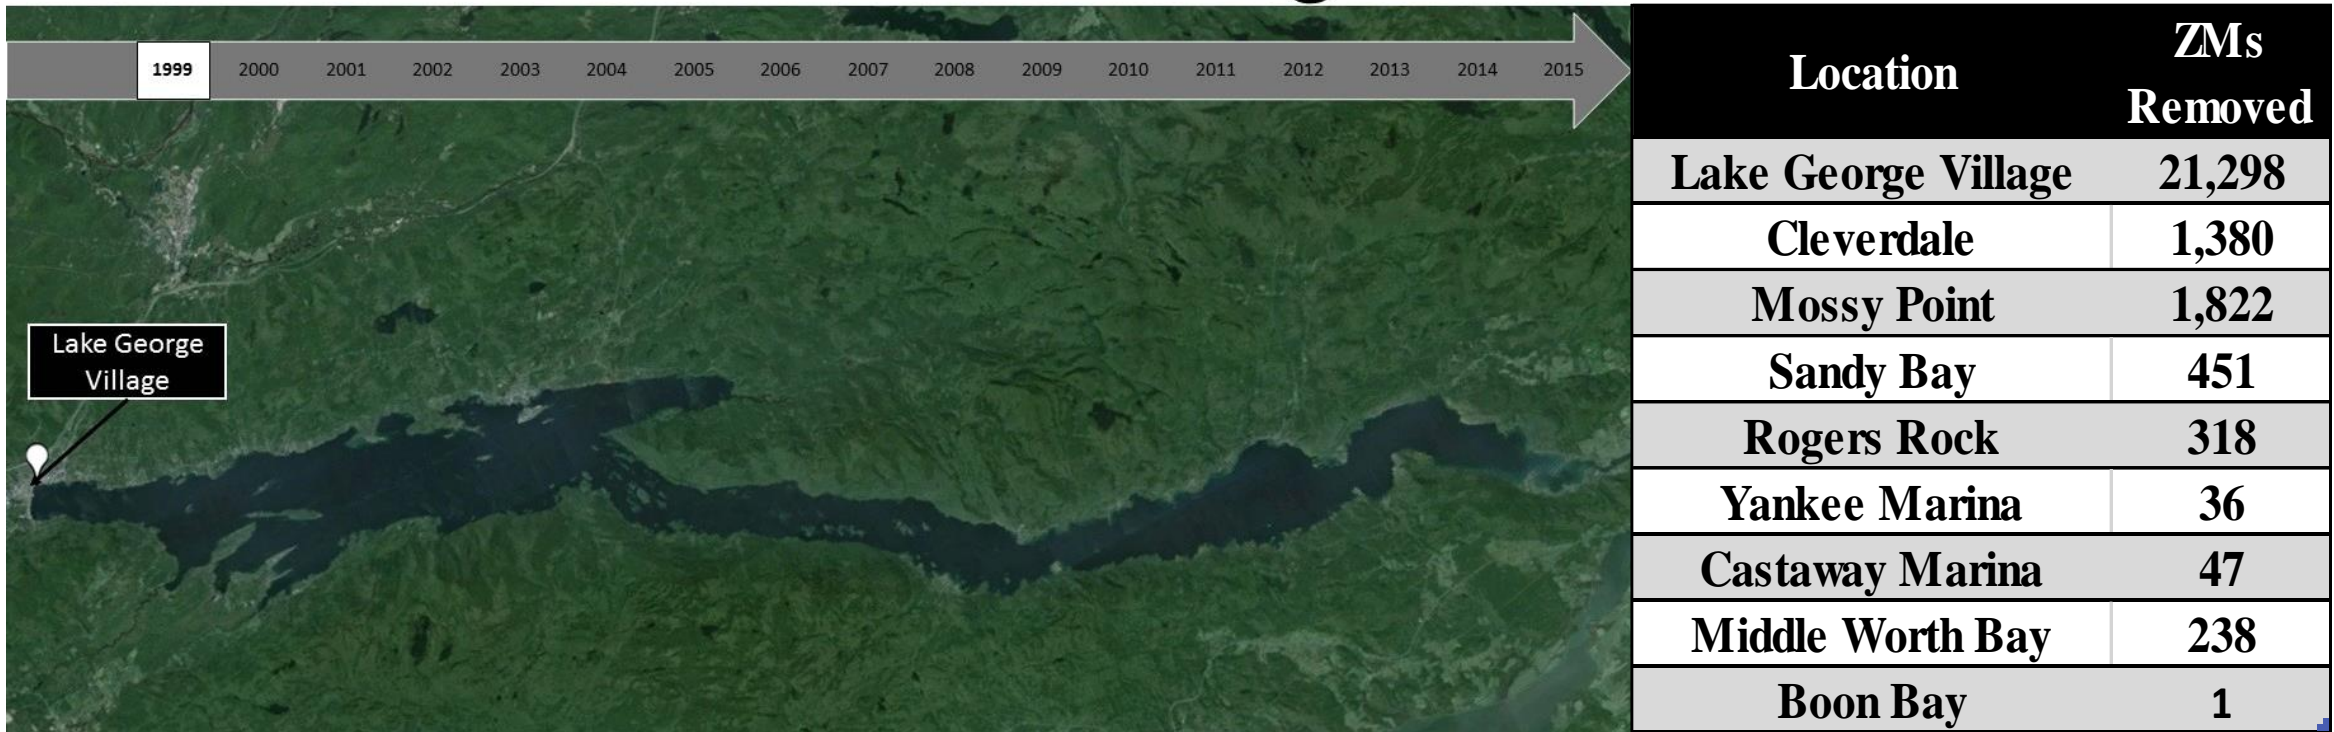 1999 2000 2001 2002 2003 2004 2005 2006 2007 2008 2009 2010 2011 2012 2013 2014 2015
Lake George
Village
Location ZMs
Removed
Lake George Village 21,298
Cleverdale 1,380
Mossy Point 1,822
Sandy Bay 451
Rogers Rock 318
Yankee Marina 36
Castaway Marina 47
Middle Worth Bay 238
Boon Bay 1